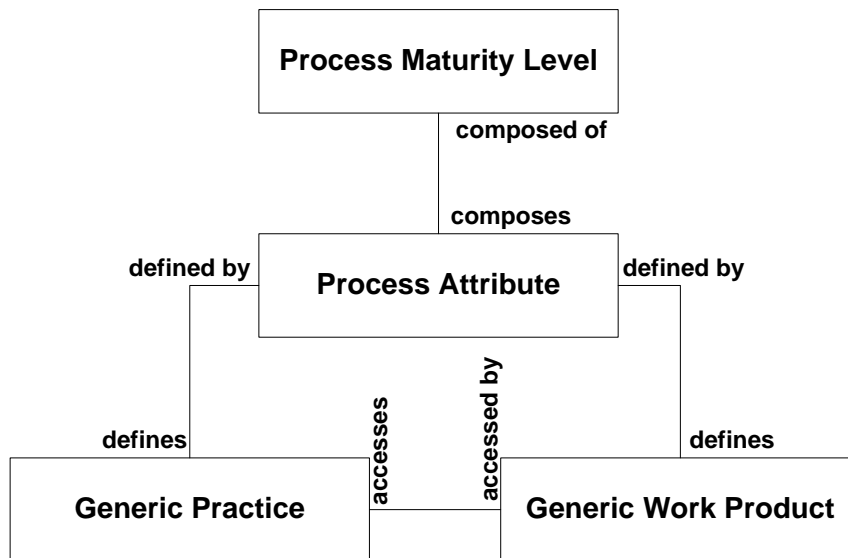 Process Maturity Level
composed of
composes
defined by
Process Attribute
defined by
accesses
accessed by
defines
defines
Generic Practice
Generic Work Product